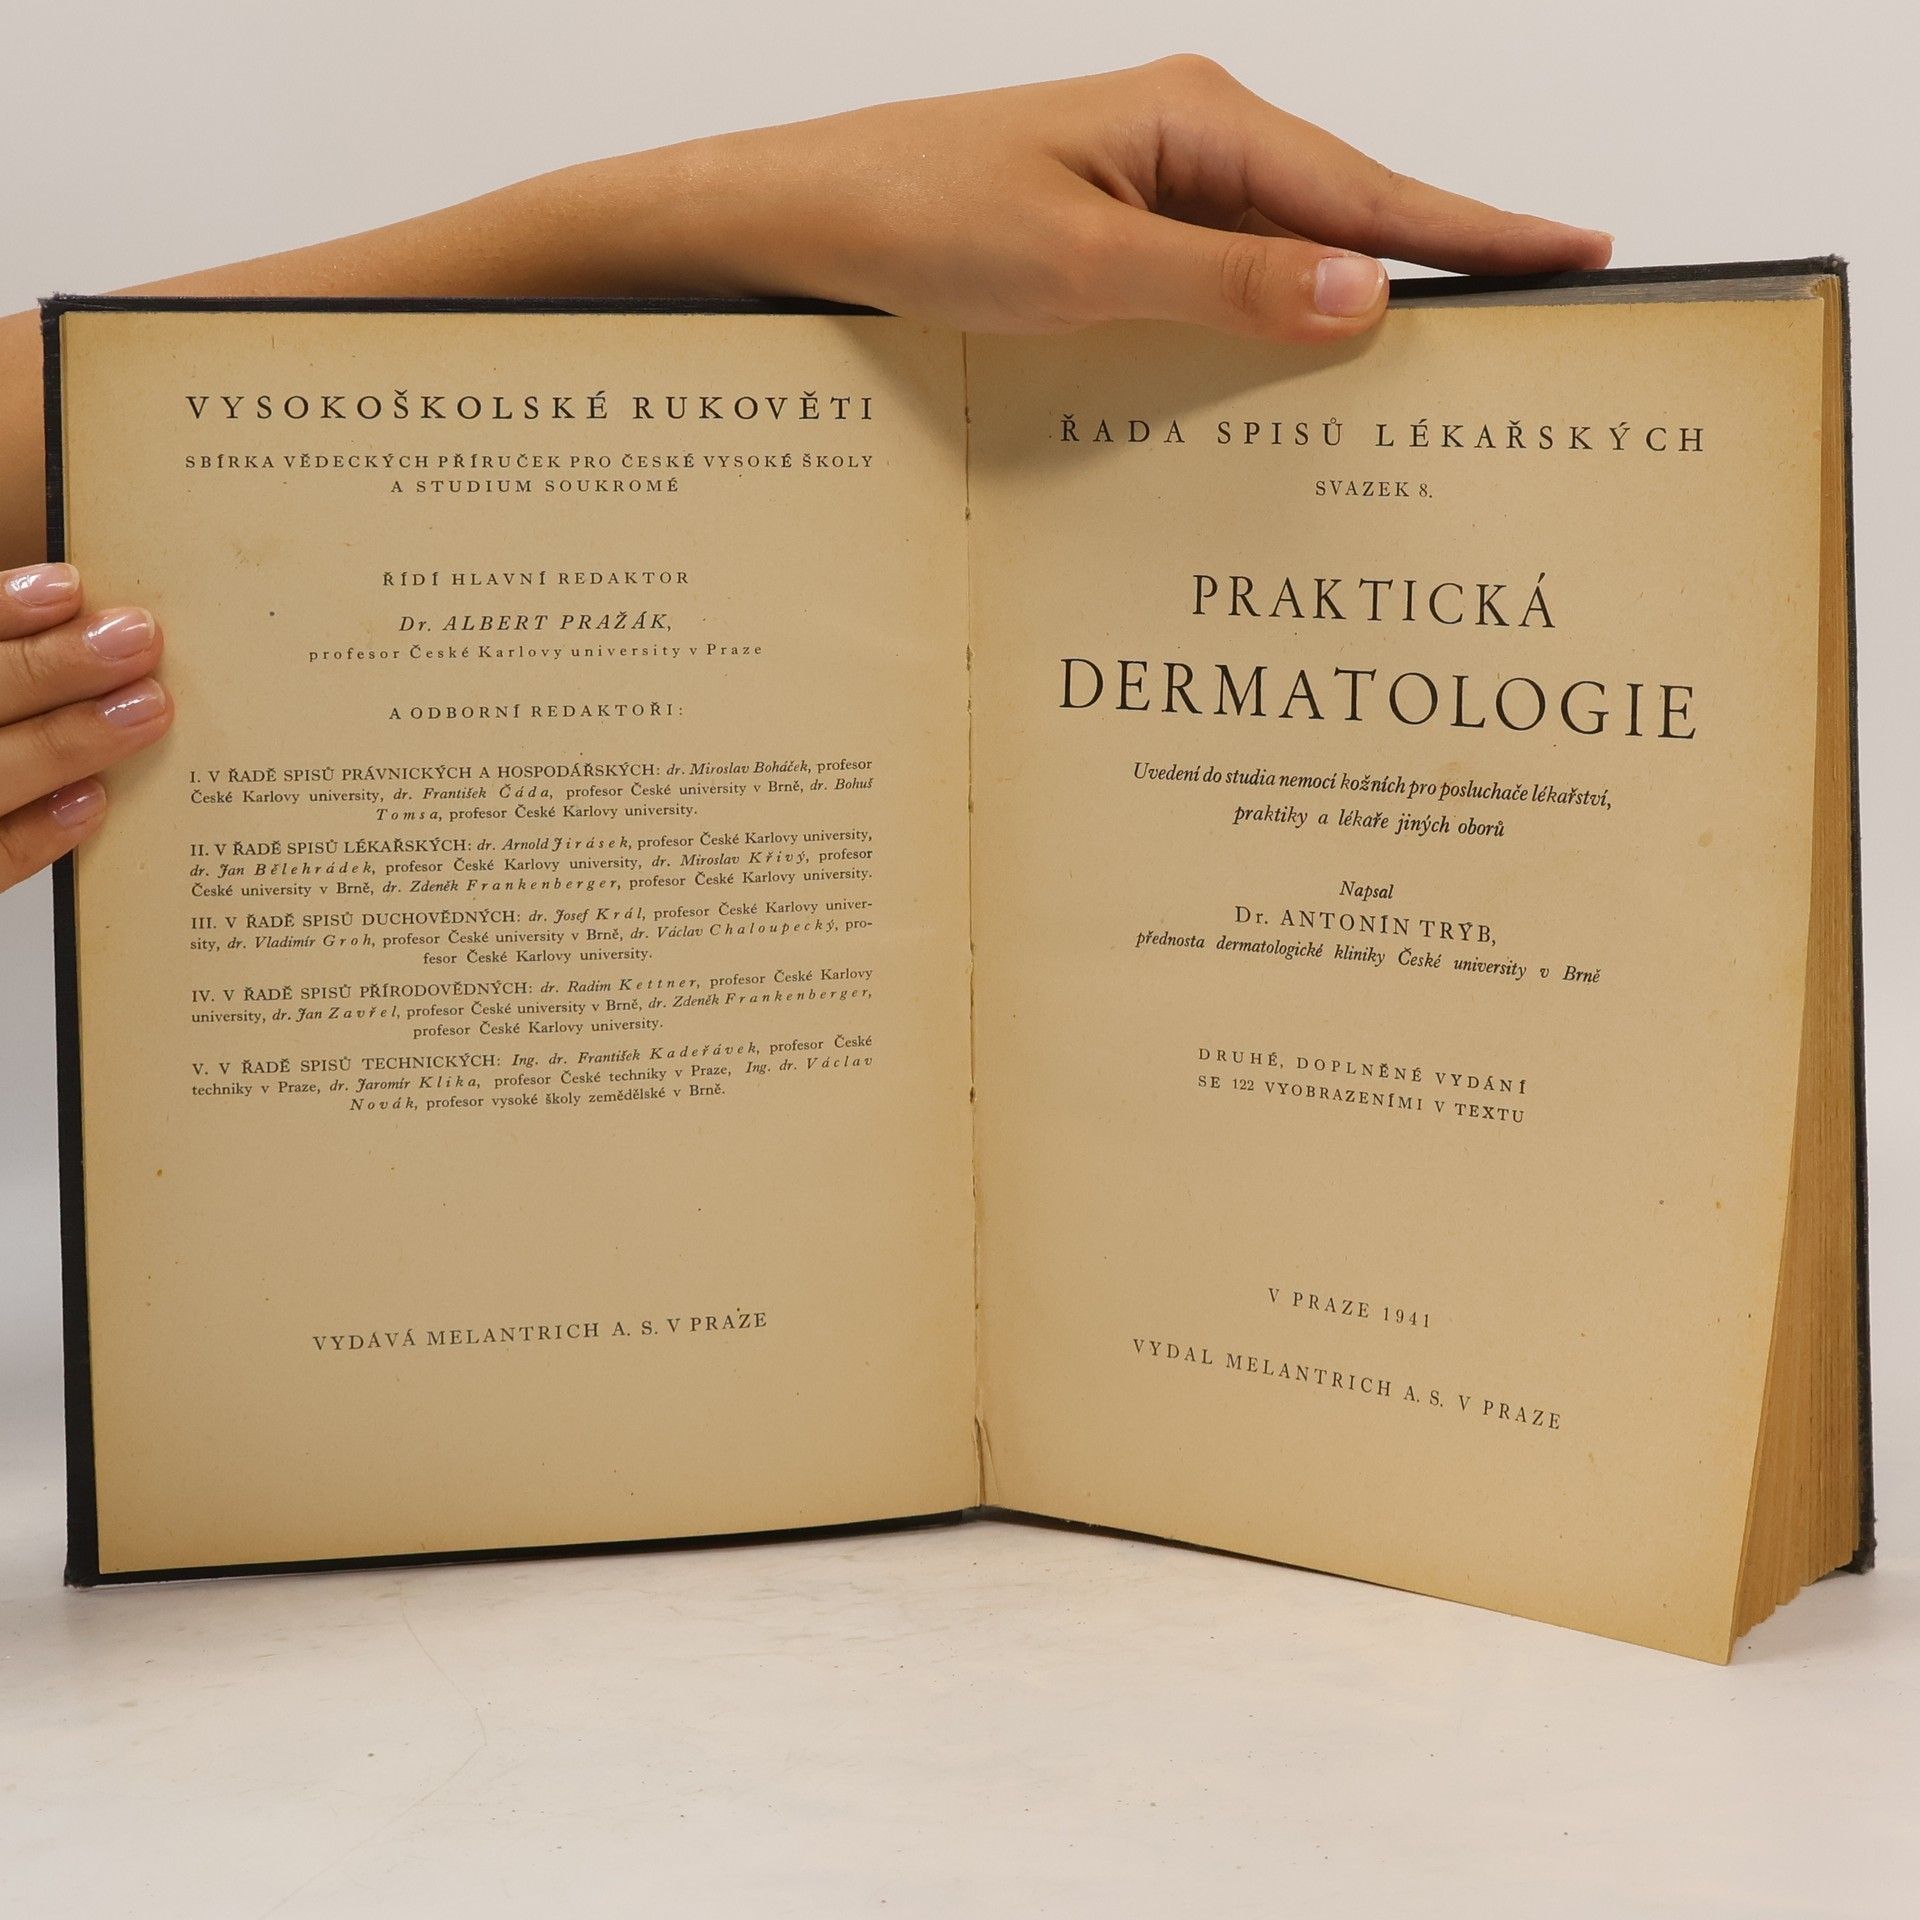 VYSOKOŠKOLSKÉ RUKOVĚTI
SBÍRKA VĚDECKÝCH PŘÍRUČEK PRO ČESKÉ VYSOKÉ ŠKOLY
A STUDIUM SOUKROMÉ
ŘÍDÍ HLAVNÍ REDAKTOR
Dr. ALBERT PRAŽÁK,
profesor České Karlovy university v Praze
A ODBORNÍ REDAKTOŘI:
I. V ŘADĚ SPISŮ PRÁVNICKÝCH A HOSPODÁŘSKÝCH: dr. Miroslav Boháček, profesor
České Karlovy university, dr. František Čáda, profesor České university v Brně, dr. Bohuš
Tomsa, profesor České Karlovy university.
II. V ŘADĚ SPISŮ LÉKAŘSKÝCH: dr. Arnold Jirásek, profesor České Karlovy university,
dr. Jan Bělehrádek, profesor České Karlovy university, dr. Miroslav Křivý, profesor
České university v Brně, dr. Zdeněk Frankenberger, profesor České Karlovy university.
III. V ŘADĚ SPISŮ DUCHOVĚDNÝCH: dr. Josef Král, profesor České Karlovy univer-
sity, dr. Vladimír Groh, profesor České university v Brně, dr. Václav Chaloupecký, pro-
fesor České Karlovy university.
IV. V ŘADĚ SPISŮ PŘÍRODOVĚDNÝCH: dr. Radim Kettner, profesor České Karlovy
university, dr. Jan Zavřel, profesor České university v Brně, dr. Zdeněk Frankenberger,
profesor České Karlovy university.
V. V ŘADĚ SPISŮ TECHNICKÝCH: Ing. dr. František Kadeřávek, profesor České
techniky v Praze, dr. Jaromír Klika, profesor České techniky v Praze, Ing. dr. Václav
Novák, profesor vysoké školy zemědělské v Brně.
VYDÁVÁ MELANTRICH A. S. V PRAZE
ŘADA SPISŮ LÉKAŘSKÝCH
SVAZEK 8.
PRAKTICKÁ
DERMATOLOGIE
Uvedení do studia nemocí kožních pro posluchače lékařství,
praktiky a lékaře jiných oborů
Napsal
Dr. ANTONÍN TRÝB,
přednosta dermatologické kliniky České university v Brně
DRUHÉ, DOPLNĚNÉ VYDÁNÍ
SE 122 VYOBRAZENÍMI V TEXTU
V PRAZE 1941
VYDAL MELANTRICH A. S. V PRAZE